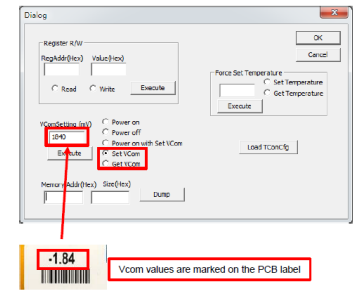 Dialog
OK
Cancel
Register R/W
RegAddr(Hex) Value(Hex)
Read Write Execute
Force Set Temperature
Set Temperature
Get Temperature
Execute
VComSetting (mV)
1840
Execute
Power on
Power off
Power on with Set VCom
Set VCom
Get VCom
Load TConCfg
Memory Addr(Hex) Size(Hex)
Dump
-1.84
Vcom values are marked on the PCB label